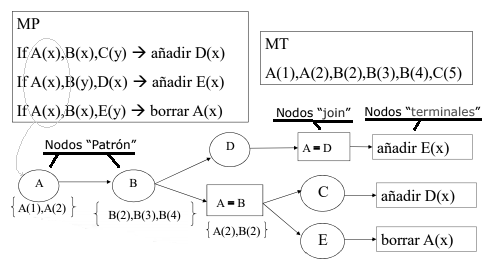 MP
If A(x),B(x),C(y) → añadir D(x)
If A(x),B(y),D(x) → añadir E(x)
If A(x),B(x),E(y) → borrar A(x)
MT
A(1),A(2),B(2),B(3),B(4),C(5)
Nodos “join”
Nodos “terminales”
Nodos “Patrón”
D
A = D
añadir E(x)
A
B
{ A(1),A(2) }
{ B(2),B(3),B(4) }
A = B
{ A(2),B(2) }
C
añadir D(x)
E
borrar A(x)